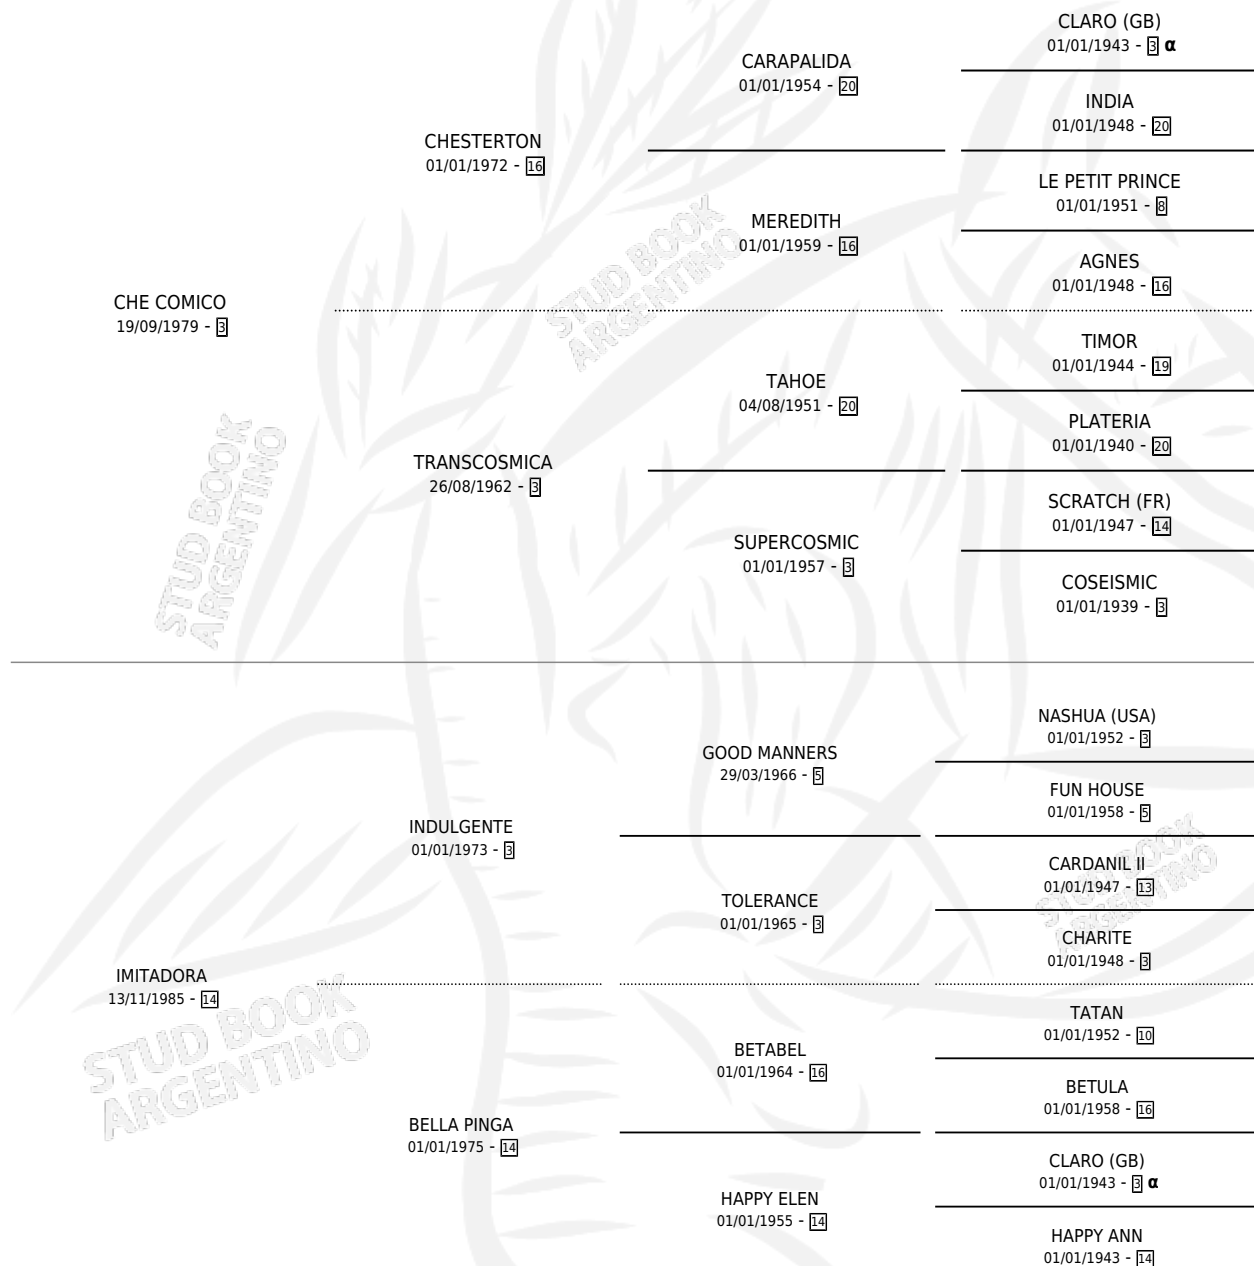 CLARO (GB)
01/01/1943 - 3 α
CARAPALIDA
01/01/1954 - 20
INDIA
01/01/1948 - 20
CHESTERTON
01/01/1972 - 16
LE PETIT PRINCE
01/01/1951 - 8
MEREDITH
01/01/1959 - 16
AGNES
01/01/1948 - 16
CHE COMICO
19/09/1979 - 3
TIMOR
01/01/1944 - 19
TAHOE
04/08/1951 - 20
PLATERIA
01/01/1940 - 20
TRANSCOSMICA
26/08/1962 - 3
SCRATCH (FR)
01/01/1947 - 14
SUPERCOSMIC
01/01/1957 - 3
COSEISMIC
01/01/1939 - 3
NASHUA (USA)
01/01/1952 - 3
GOOD MANNERS
29/03/1966 - 5
FUN HOUSE
01/01/1958 - 5
INDULGENTE
01/01/1973 - 3
CARDANIL II
01/01/1947 - 13
TOLERANCE
01/01/1965 - 3
CHARITE
01/01/1948 - 3
IMITADORA
13/11/1985 - 14
TATAN
01/01/1952 - 10
BETABEL
01/01/1964 - 16
BETULA
01/01/1958 - 16
BELLA PINGA
01/01/1975 - 14
CLARO (GB)
01/01/1943 - 3 α
HAPPY ELEN
01/01/1955 - 14
HAPPY ANN
01/01/1943 - 14
STUD BOOK
ARGENTINO
STUD BOOK
ARGENTINO
STUD BOOK
ARGENTINO
STUD BOOK
ARGENTINO